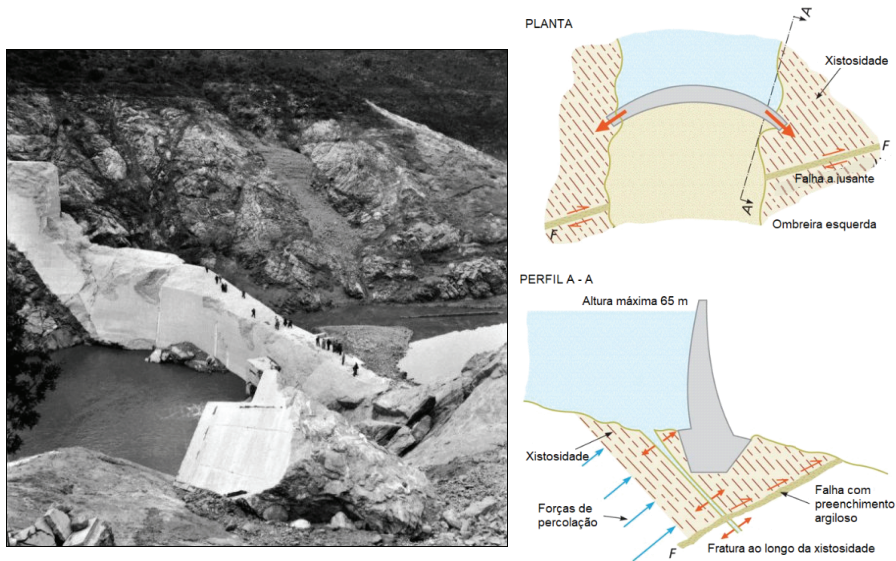 PLANTA
A
Xistosidade
F
Falha a jusante
A
Ombreira esquerda
F
PERFIL A - A
Altura máxima 65 m
Xistosidade
Forças de
percolação
Falha com
preenchimento
argiloso
F
Fratura ao longo da xistosidade